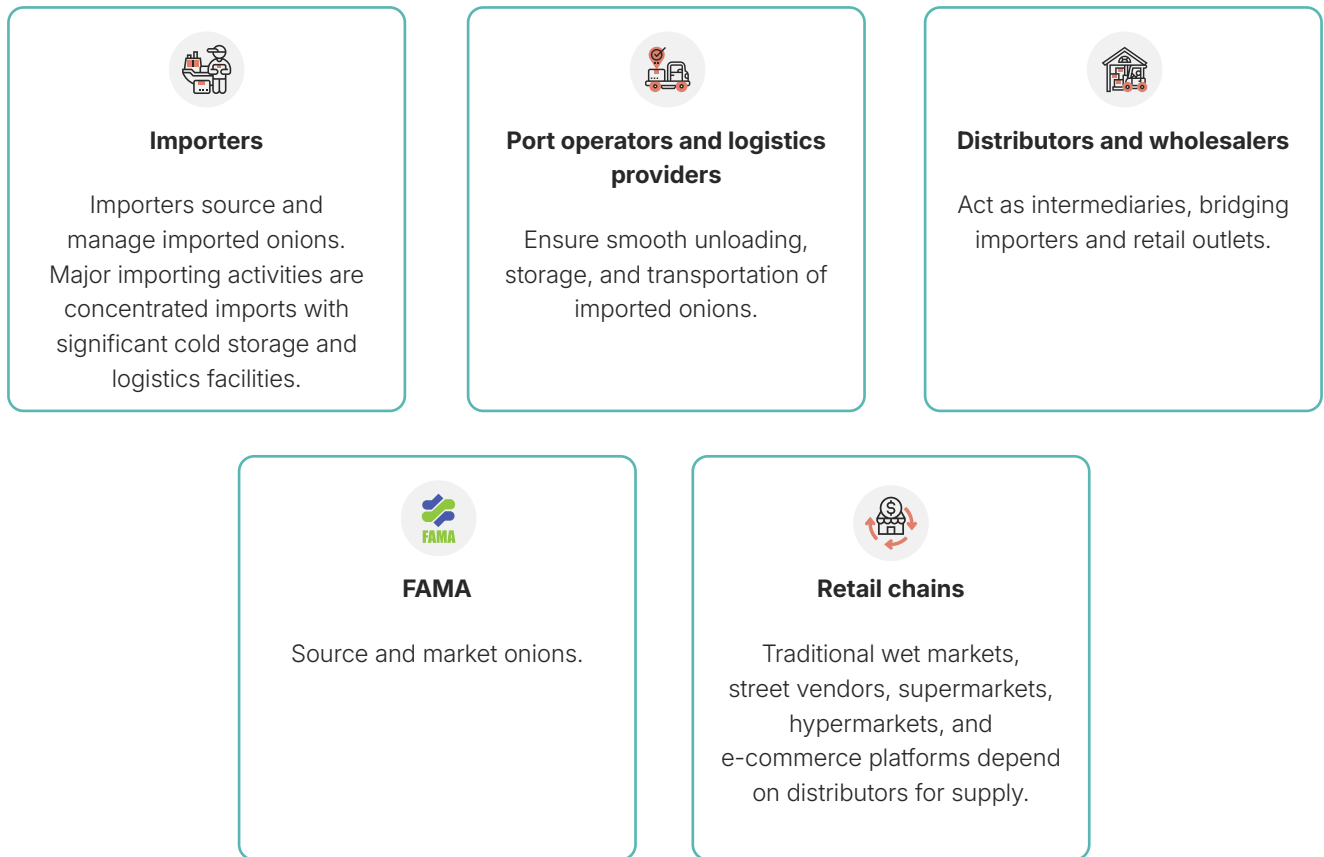 Importers
Importers source and
manage imported onions.
Major importing activities are
concentrated imports with
significant cold storage and
logistics facilities.
Port operators and logistics
providers
Ensure smooth unloading,
storage, and transportation of
imported onions.
Distributors and wholesalers
Act as intermediaries, bridging
importers and retail outlets.
FAMA
FAMA
Source and market onions.
Retail chains
Traditional wet markets,
street vendors, supermarkets,
hypermarkets, and
e-commerce platforms depend
on distributors for supply.